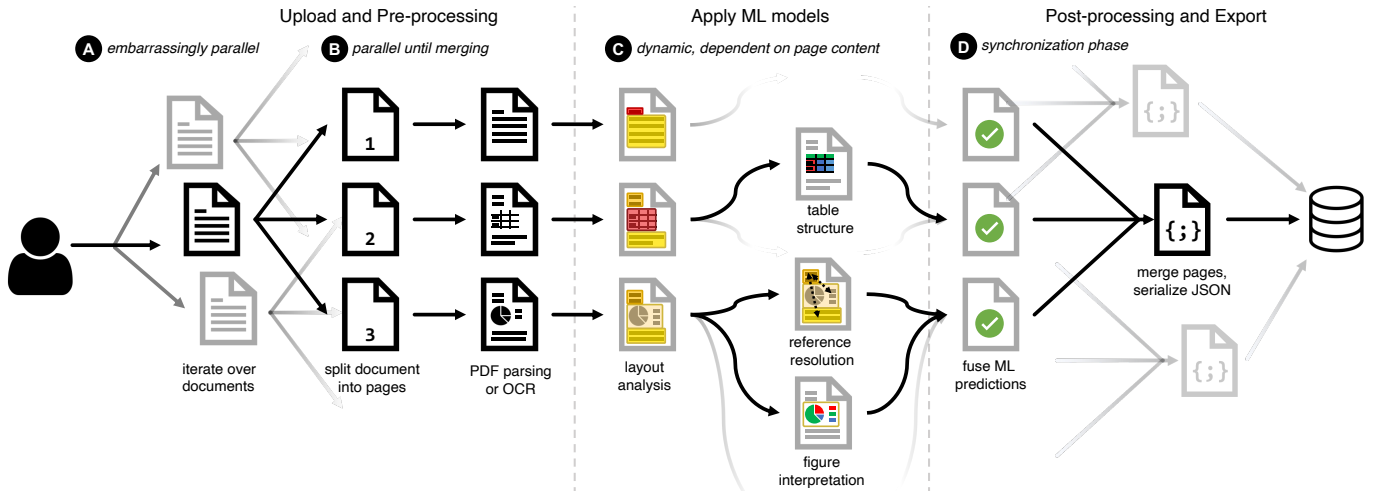 Upload and Pre-processing
Apply ML models
Post-processing and Export
A embarrassingly parallel
B parallel until merging
C dynamic, dependent on page content
D synchronization phase
1
2
3
{;}
{;}
{;}
iterate over
documents
split document
into pages
PDF parsing
or OCR
layout
analysis
table
structure
reference
resolution
figure
interpretation
fuse ML
predictions
merge pages,
serialize JSON